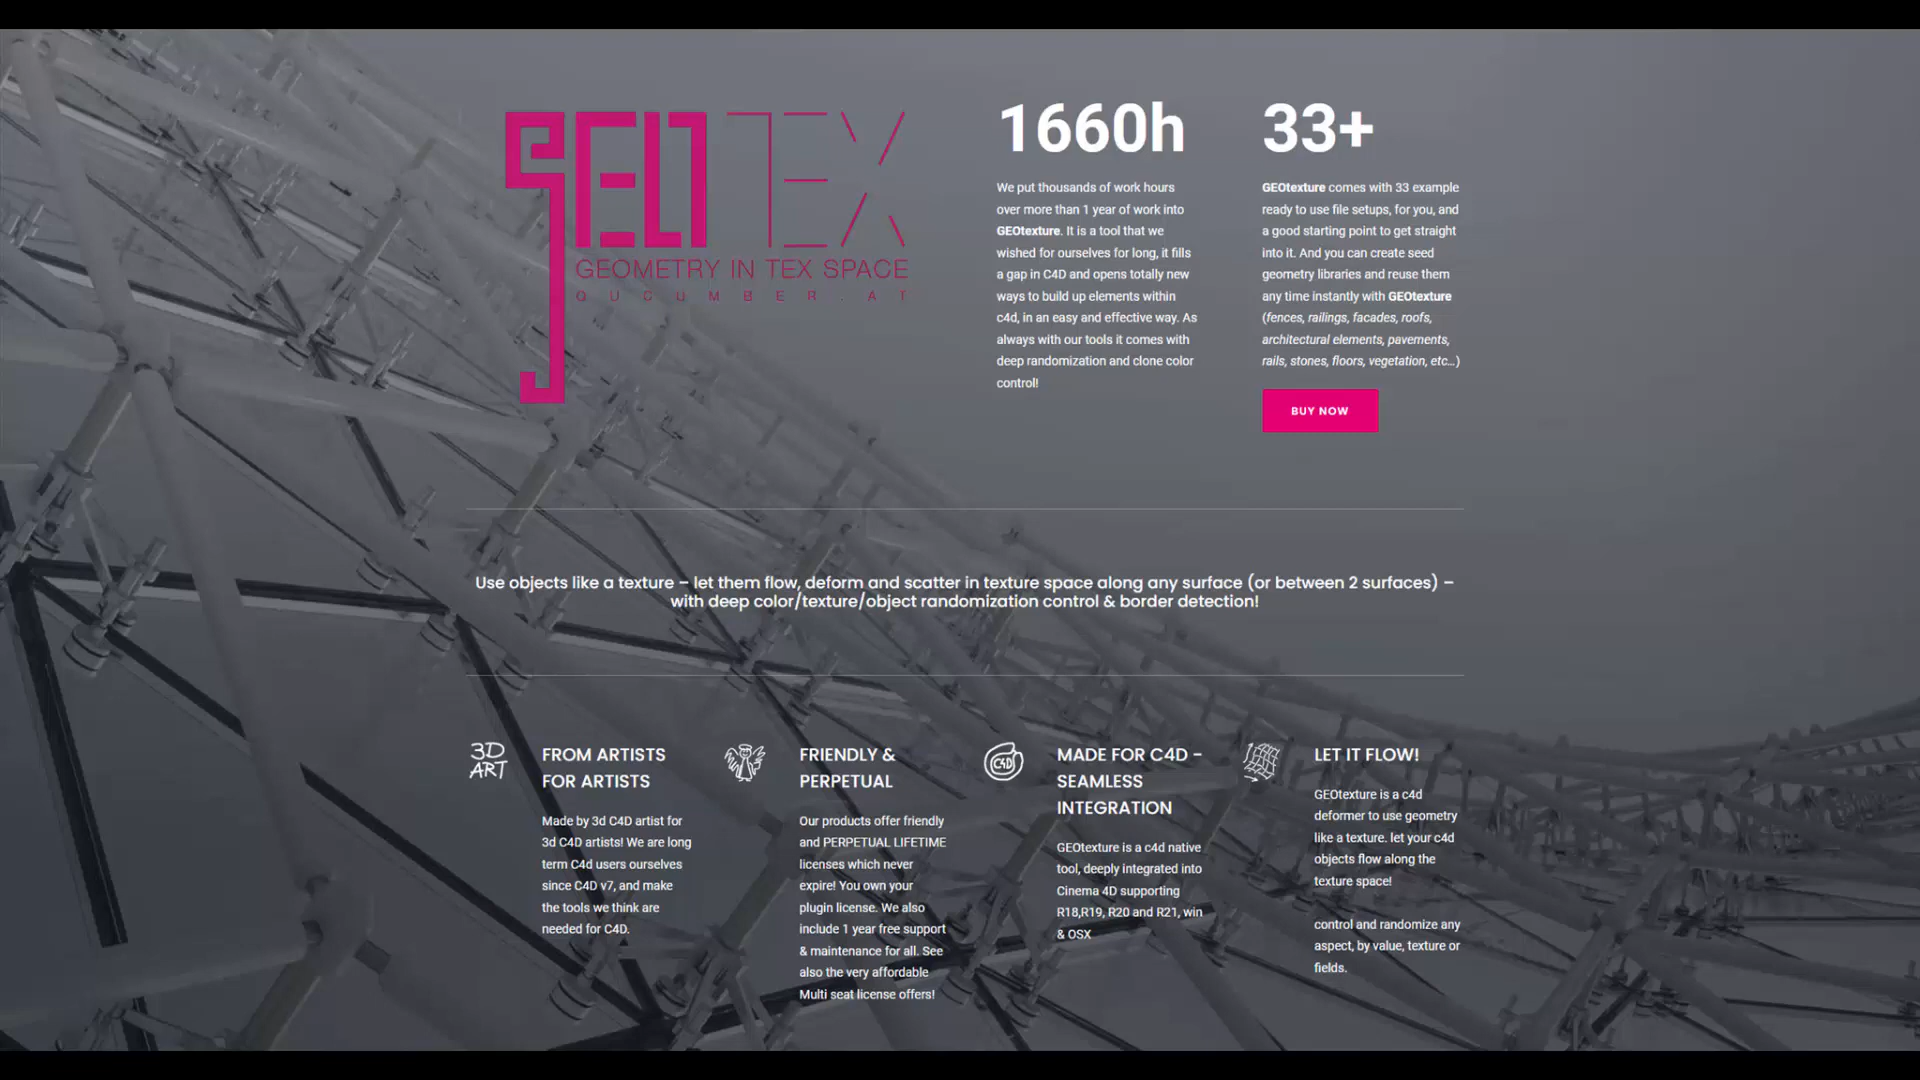 GEO TEX
GEOMETRY IN TEX SPACE
QUCUMBER.AT
1660h
We put thousands of work hours
over more than 1 year of work into
GEOtexture. It is a tool that we
wished for ourselves for long, it fills
a gap in C4D and opens totally new
ways to build up elements within
c4d, in an easy and effective way. As
always with our tools it comes with
deep randomization and clone color
control!
33+
GEOtexture comes with 33 example
ready to use file setups, for you, and
a good starting point to get straight
into it. And you can create seed
geometry libraries and reuse them
any time instantly with GEOtexture
(fences, railings, facades, roofs,
architectural elements, pavements,
rails, stones, floors, vegetation, etc...)
BUY NOW
Use objects like a texture – let them flow, deform and scatter in texture space along any surface (or between 2 surfaces) –
with deep color/texture/object randomization control & border detection!
3D
ART
FROM ARTISTS
FOR ARTISTS
Made by 3d C4D artist for
3d C4D artists! We are long
term C4d users ourselves
since C4D v7, and make
the tools we think are
needed for C4D.
FRIENDLY &
PERPETUAL
Our products offer friendly
and PERPETUAL LIFETIME
licenses which never
expire! You own your
plugin license. We also
include 1 year free support
& maintenance for all. See
also the very affordable
Multi seat license offers!
C4D
MADE FOR C4D –
SEAMLESS
INTEGRATION
GEOtexture is a c4d native
tool, deeply integrated into
Cinema 4D supporting
R18,R19, R20 and R21, win
& OSX
LET IT FLOW!
GEOtexture is a c4d
deformer to use geometry
like a texture. let your c4d
objects flow along the
texture space!
control and randomize any
aspect, by value, texture or
fields.